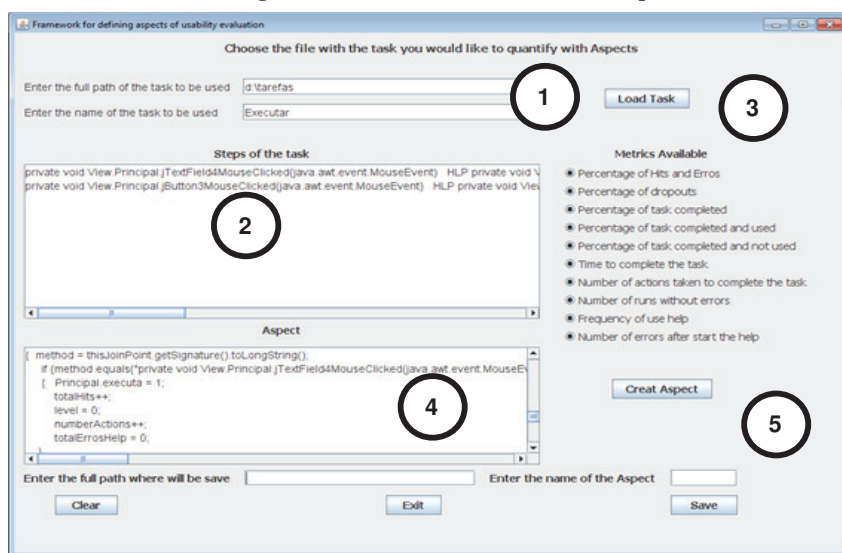 Framework for defining aspects of usability evaluation
Choose the file with the task you would like to quantify with Aspects
Enter the full path of the task to be used
d:\tarefas
1
Load Task
3
Enter the name of the task to be used
Executar
Steps of the task
private void View.Principal.jTextField4MouseClicked(java.awt.event.MouseEvent) HLP private void V
private void View.Principal.jButton3MouseClicked(java.awt.event.MouseEvent) HLP private void View
2
Metrics Available
Percentage of Hits and Erros
Percentage of dropouts
Percentage of task completed
Percentage of task completed and used
Percentage of task completed and not used
Time to complete the task
Number of actions taken to complete the task
Number of runs without errors
Frequency of use help
Number of errors after start the help
Aspect
{ method = thisJoinPoint.getSignature().toLongString();
if (method.equals("private void View.Principal.jTextField4MouseClicked(java.awt.event.MouseEv
{ Principal.executa = 1;
totalHits++;
level = 0;
numberActions++;
totalErrosHelp = 0;
}
4
Creat Aspect
5
Enter the full path where will be save
Enter the name of the Aspect
Clear
Exit
Save